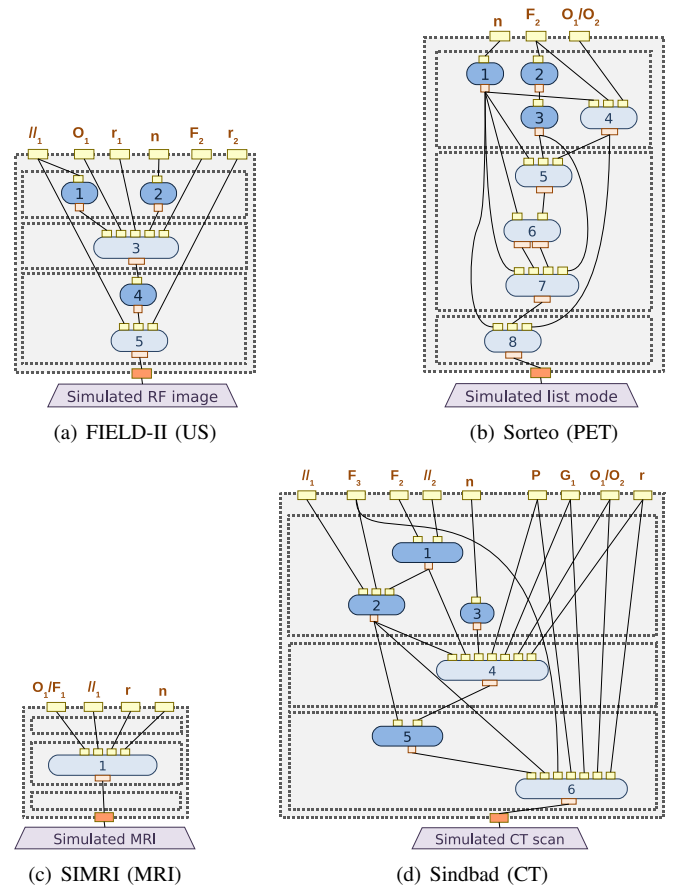 //₁ O₁ r₁ n F₂ r₂
1 2
3
4
5
Simulated RF image
(a) FIELD-II (US)
n F₂ O₁/O₂
1 2
3 4
5
6
7
8
Simulated list mode
(b) Sorteo (PET)
O₁/F₁ //₁ r n
1
Simulated MRI
(c) SIMRI (MRI)
//₁ F₃ F₂ //₂ n P G₁ O₁/O₂ r
1
2 3
4
5
6
Simulated CT scan
(d) Sindbad (CT)